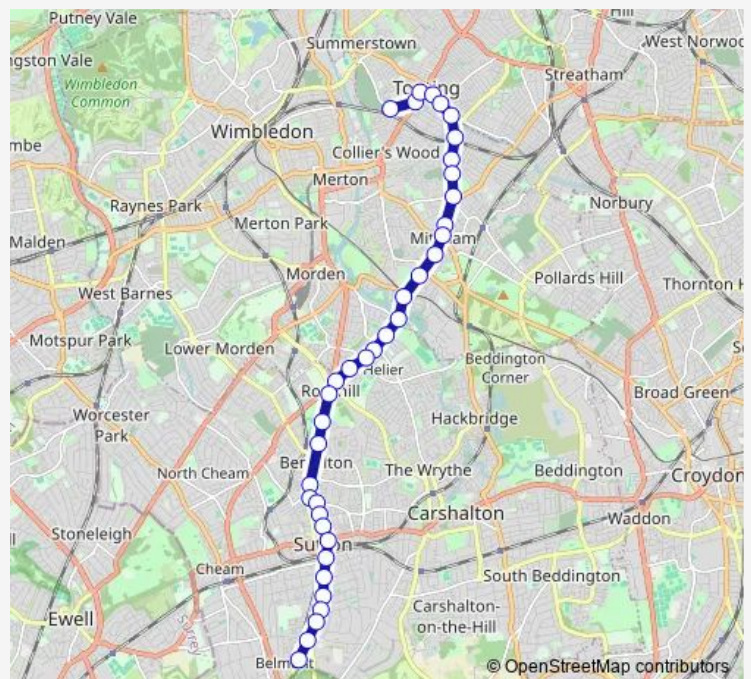 Putney Vale
Hill
Summerstown
West Norwoo
ngston Vale
Streatham
Wimbledon
Common
Wimbledon
mbe
Collier's Wood
Merton
Raynes Park
Norbury
Merton Park
Malden
Morden
Pollards Hill
Thornton H
West Barnes
Motspur Park
Lower Morden
Beddington
Corner
Helier
Worcester
Park
Broad Green
Hackbridge
North Cheam
The Wrythe
Beddington
Croydon
Carshalton
Waddon
Stoneleigh
Cheam
South Beddington
Carshalton-
on-the-Hill
Ewell
Surrey
© OpenStreetMap contributors